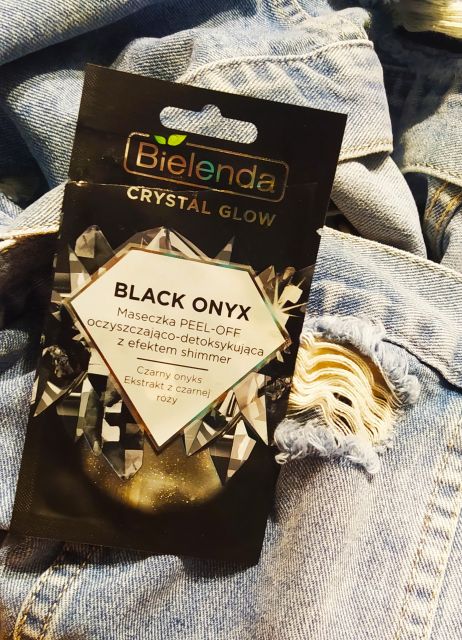 Bielenda
CRYSTAL GLOW
BLACK ONYX
Maseczka PEEL-OFF
oczyszczająco-detoksykująca
z efektem shimmer
Czarny onyks
Ekstrakt z czarnej
róży